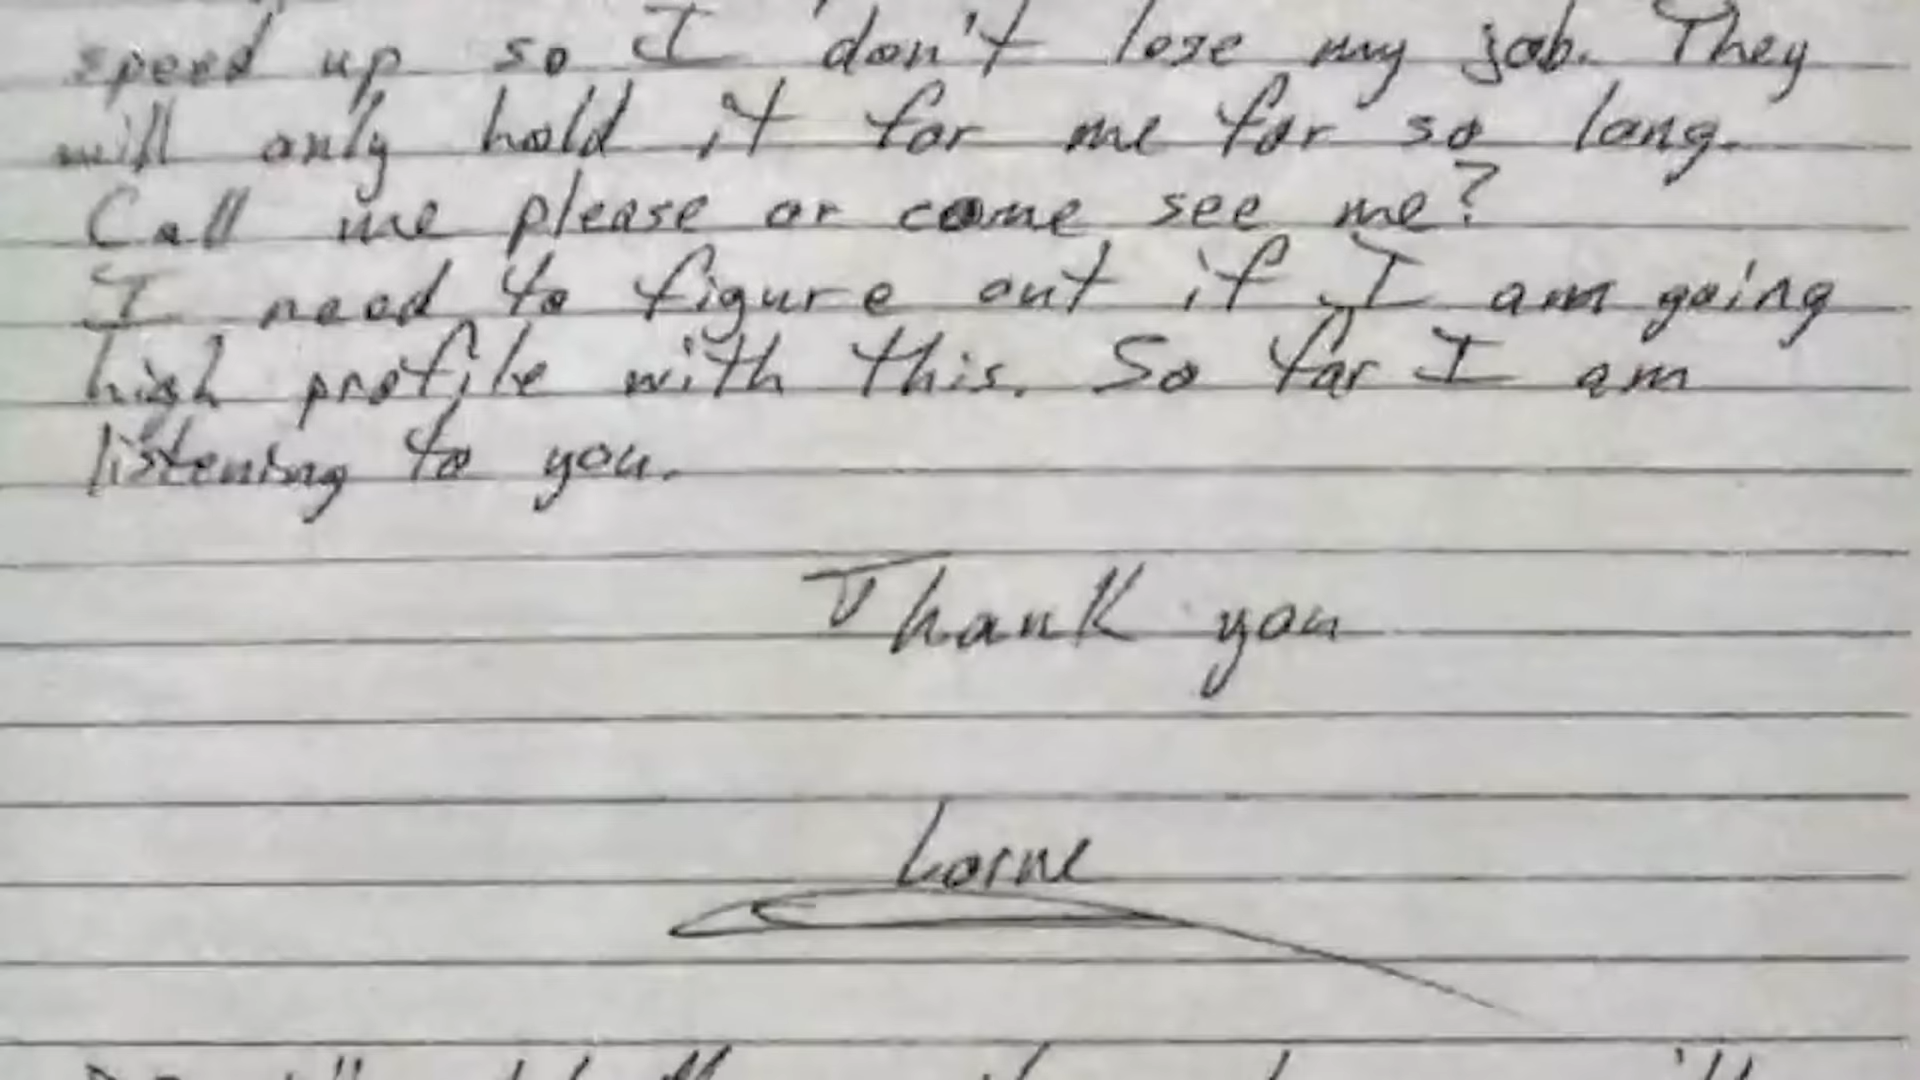 speed up so I don't lose my job. They
will only hold it for me for so long.
Call me please or come see me?
I need to figure out if I am going
high profile with this. So far I am
listening to you.
Thank you
Lorne